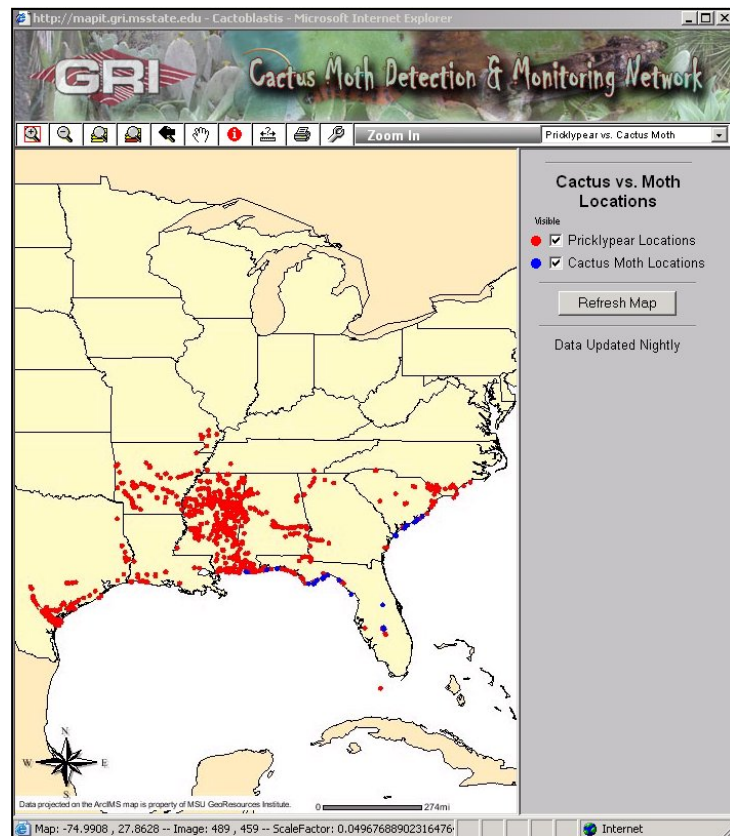 http://mapit.gri.msstate.edu - Cactoblastis - Microsoft Internet Explorer
GRI
Cactus Moth Detection & Monitoring Network
Zoom In
Pricklypear vs. Cactus Moth
Cactus vs. Moth
Locations
Visible
Pricklypear Locations
Cactus Moth Locations
Refresh Map
Data Updated Nightly
N
W E
S
Data projected on the ArcIMS map is property of MSU GeoResources Institute.
0 274mi
Map: -74.9908 , 27.8628 -- Image: 489 , 459 -- ScaleFactor: 0.04967688902316476
Internet